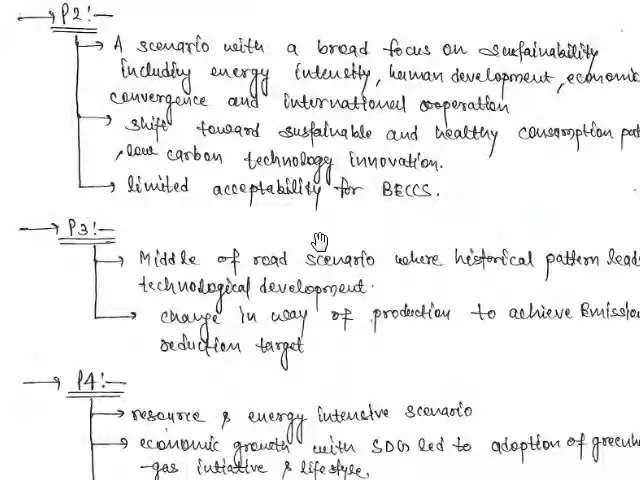 → P2:-
→ A scenario with a broad focus on sustainability
including energy intensity, human development, economic
convergence and international cooperation
→ shift toward sustainable and healthy consumption pat
, low carbon technology innovation.
→ limited acceptability for BECCS.
→ P3:-
→ Middle of road scenario where historical pattern leads
technological development.
→ change in way of production to achieve Emission
reduction target
→ P4:-
→ resource & energy intensive scenario
→ economic growth with SDGs led to adoption of greenh
-gas intiative & lifestyle,